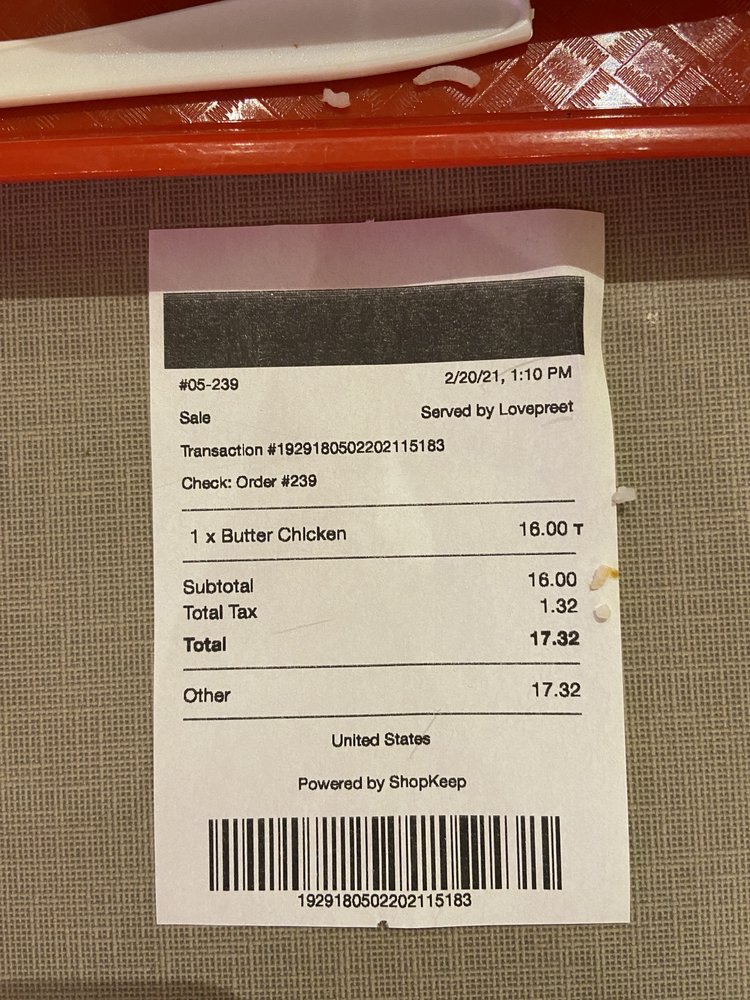 #05-239 2/20/21, 1:10 PM
Sale Served by Lovepreet
Transaction #1929180502202115183
Check: Order #239
1 x Butter Chicken 16.00 T
Subtotal 16.00
Total Tax 1.32
Total 17.32
Other 17.32
United States
Powered by ShopKeep
1929180502202115183